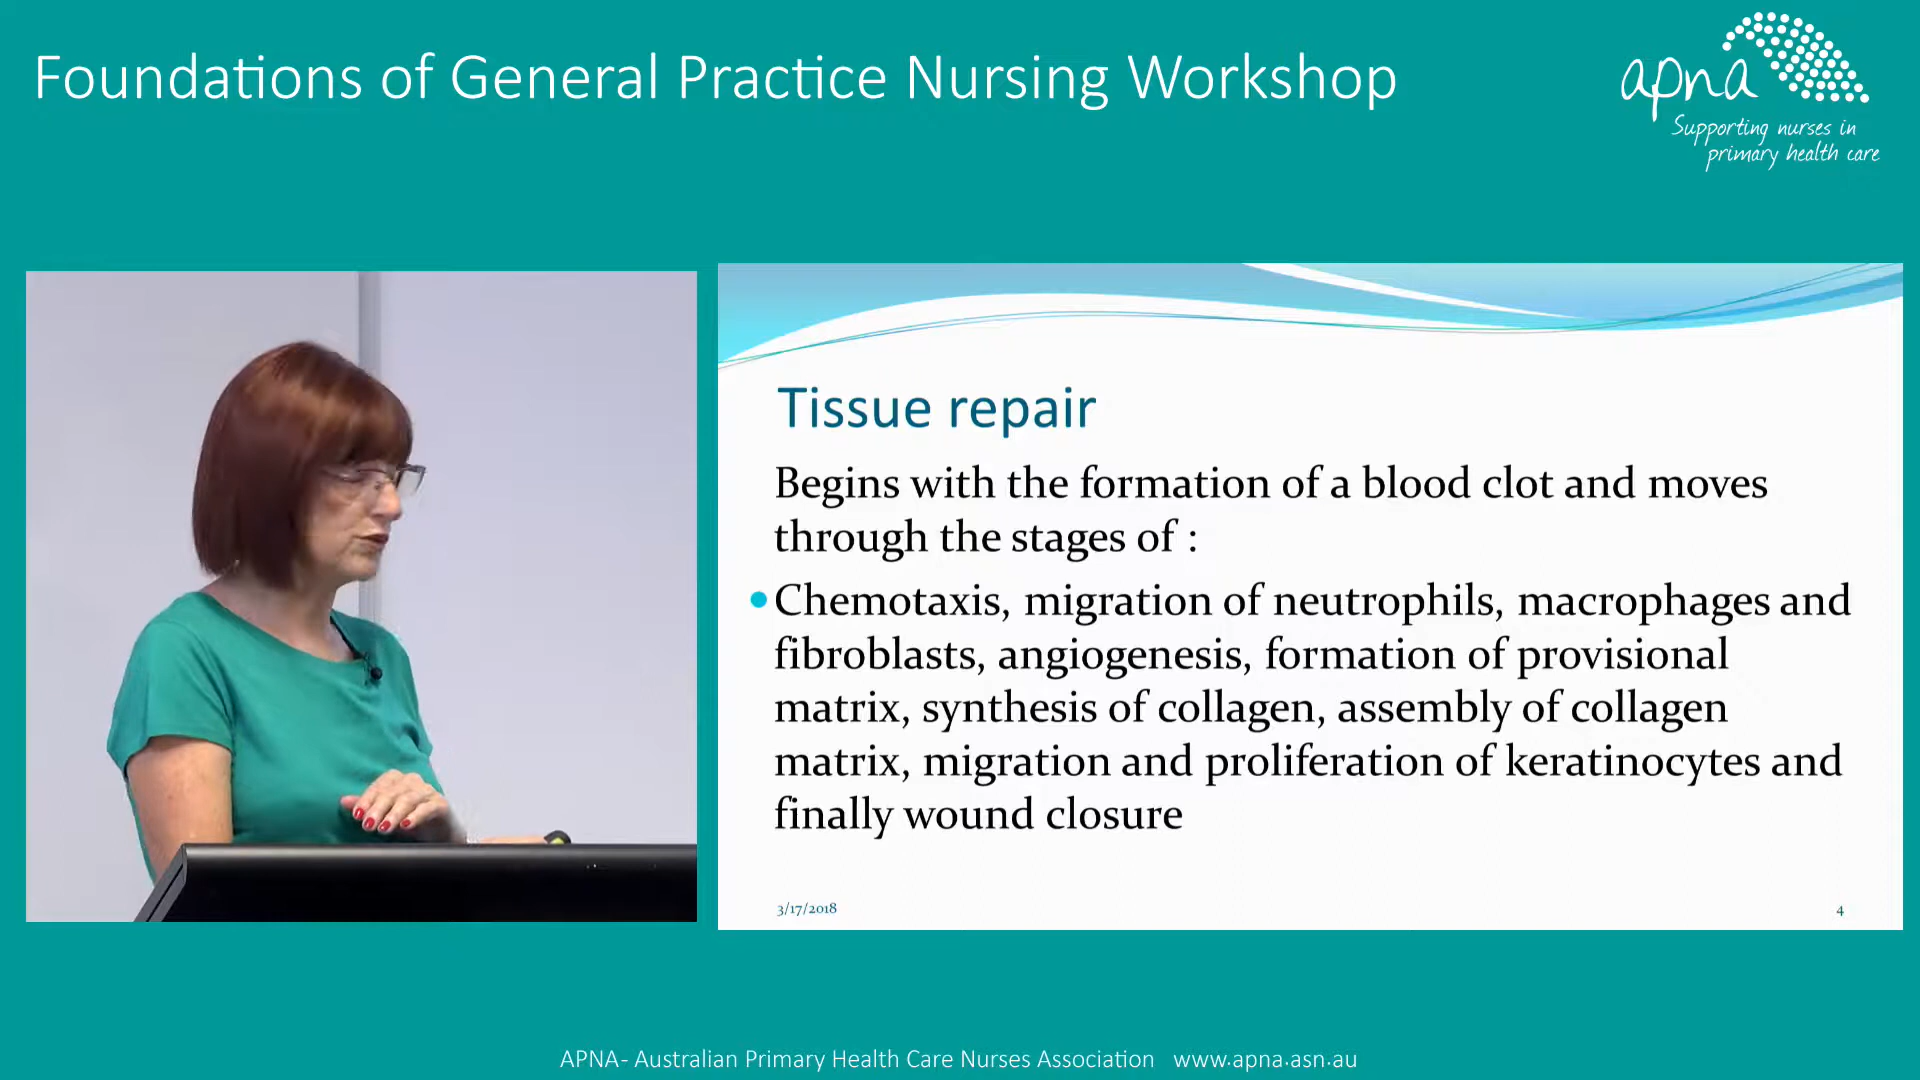 Foundations of General Practice Nursing Workshop
apna
Supporting nurses in
primary health care
Tissue repair
Begins with the formation of a blood clot and moves
through the stages of :
•Chemotaxis, migration of neutrophils, macrophages and
fibroblasts, angiogenesis, formation of provisional
matrix, synthesis of collagen, assembly of collagen
matrix, migration and proliferation of keratinocytes and
finally wound closure
3/17/2018
4
APNA- Australian Primary Health Care Nurses Association www.apna.asn.au